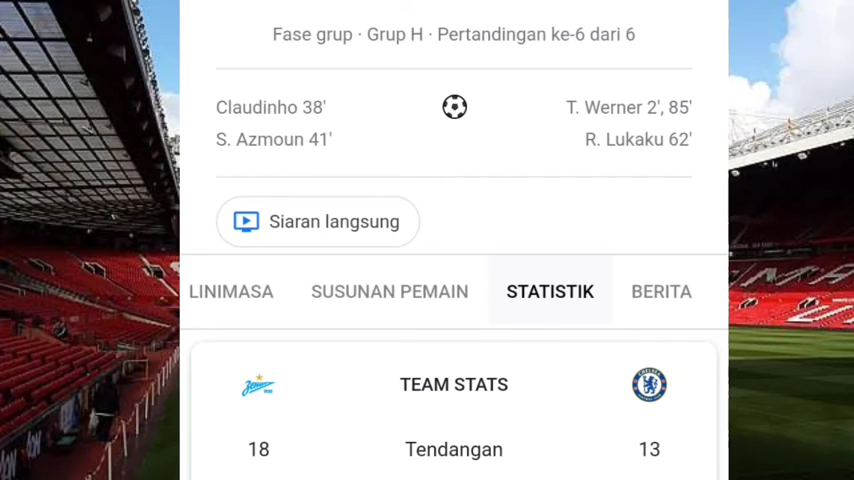 Fase grup · Grup H · Pertandingan ke-6 dari 6
Claudinho 38' T. Werner 2', 85'
S. Azmoun 41' R. Lukaku 62'
Siaran langsung
LINIMASA SUSUNAN PEMAIN STATISTIK BERITA
TEAM STATS
18 Tendangan 13